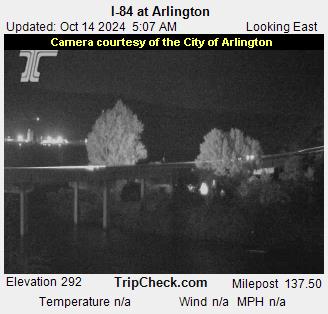 I-84 at Arlington
Updated: Oct 14 2024 5:07 AM Looking East
Camera courtesy of the City of Arlington
Elevation 292 TripCheck.com Milepost 137.50
Temperature n/a Wind n/a MPH n/a